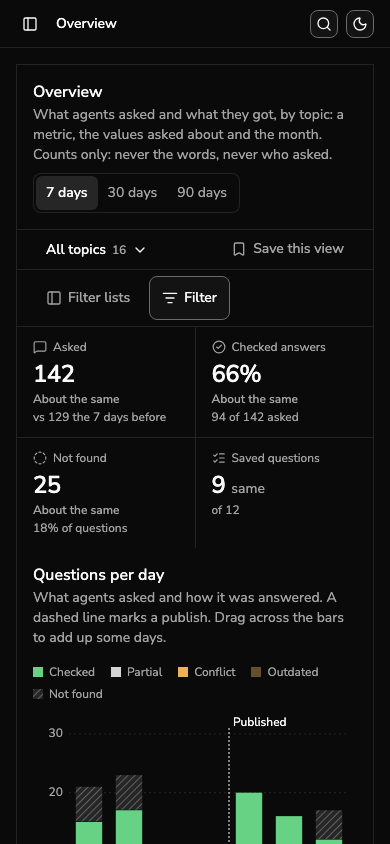 Overview
Overview
What agents asked and what they got, by topic: a
metric, the values asked about and the month.
Counts only: never the words, never who asked.
7 days 30 days 90 days
All topics 16 Save this view
Filter lists Filter
Asked Checked answers
142 66%
About the same About the same
vs 129 the 7 days before 94 of 142 asked
Not found Saved questions
25 9 same
About the same of 12
18% of questions
Questions per day
What agents asked and how it was answered. A
dashed line marks a publish. Drag across the bars
to add up some days.
Checked Partial Conflict Outdated
Not found
Published
30
20